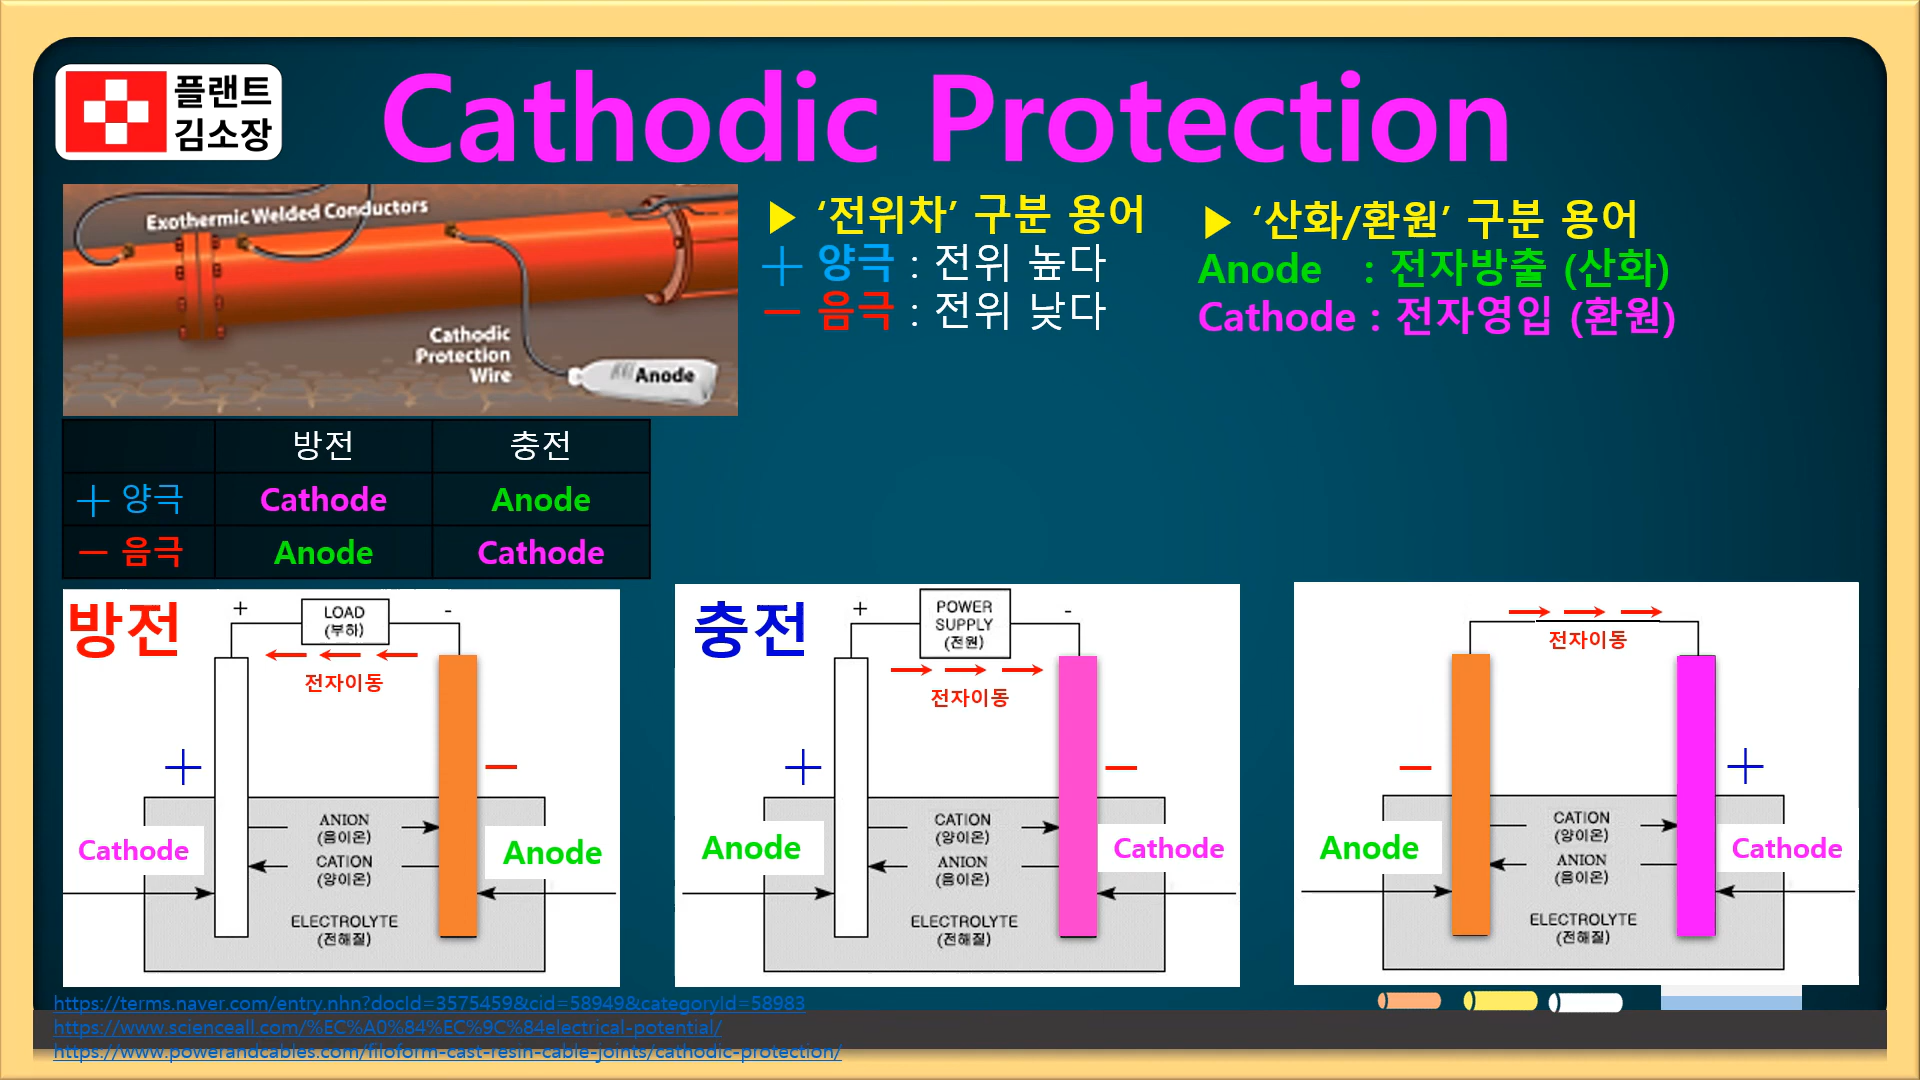 플랜트
김소장
Cathodic Protection
Exothermic Welded Conductors
Cathodic
Protection
Wire
Anode
▶ ‘전위차’ 구분 용어
+ 양극 : 전위 높다
− 음극 : 전위 낮다
▶ ‘산화/환원’ 구분 용어
Anode : 전자방출 (산화)
Cathode : 전자영입 (환원)
방전 충전
+ 양극 Cathode Anode
− 음극 Anode Cathode
방전
+ LOAD -
(부하)
전자이동
+ −
ANION
(음이온)
Cathode Anode
CATION
(양이온)
ELECTROLYTE
(전해질)
충전
+ POWER -
SUPPLY
(전원)
전자이동
+ −
CATION
(양이온)
Anode Cathode
ANION
(음이온)
ELECTROLYTE
(전해질)
전자이동
− +
CATION
(양이온)
Anode Cathode
ANION
(음이온)
ELECTROLYTE
(전해질)
https://terms.naver.com/entry.nhn?docId=3575459&cid=58949&categoryId=58983
https://www.scienceall.com/%EC%A0%84%EC%9C%84electrical-potential/
https://www.powerandcables.com/filoform-cast-resin-cable-joints/cathodic-protection/